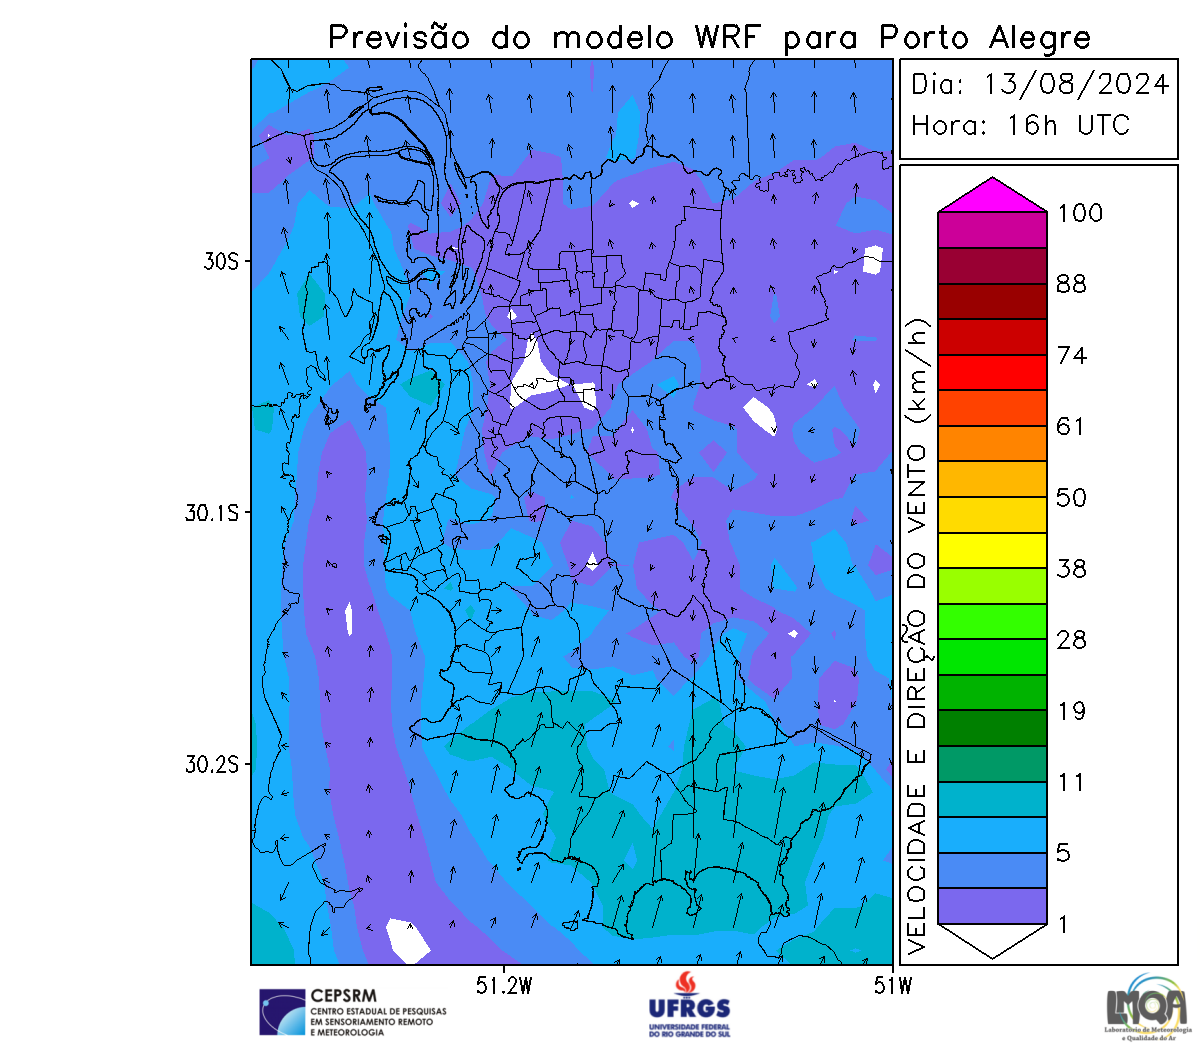 Previsão do modelo WRF para Porto Alegre
Dia: 13/08/2024
Hora: 16h UTC
30S
30.1S
30.2S
51.2W
51W
VELOCIDADE E DIREÇÃO DO VENTO (km/h)
100
88
74
61
50
38
28
19
11
5
1
CEPSRM
CENTRO ESTADUAL DE PESQUISAS
EM SENSORIAMENTO REMOTO
E METEOROLOGIA
UFRGS
UNIVERSIDADE FEDERAL
DO RIO GRANDE DO SUL
LMQA
Laboratório de Meteorologia
e Qualidade do Ar